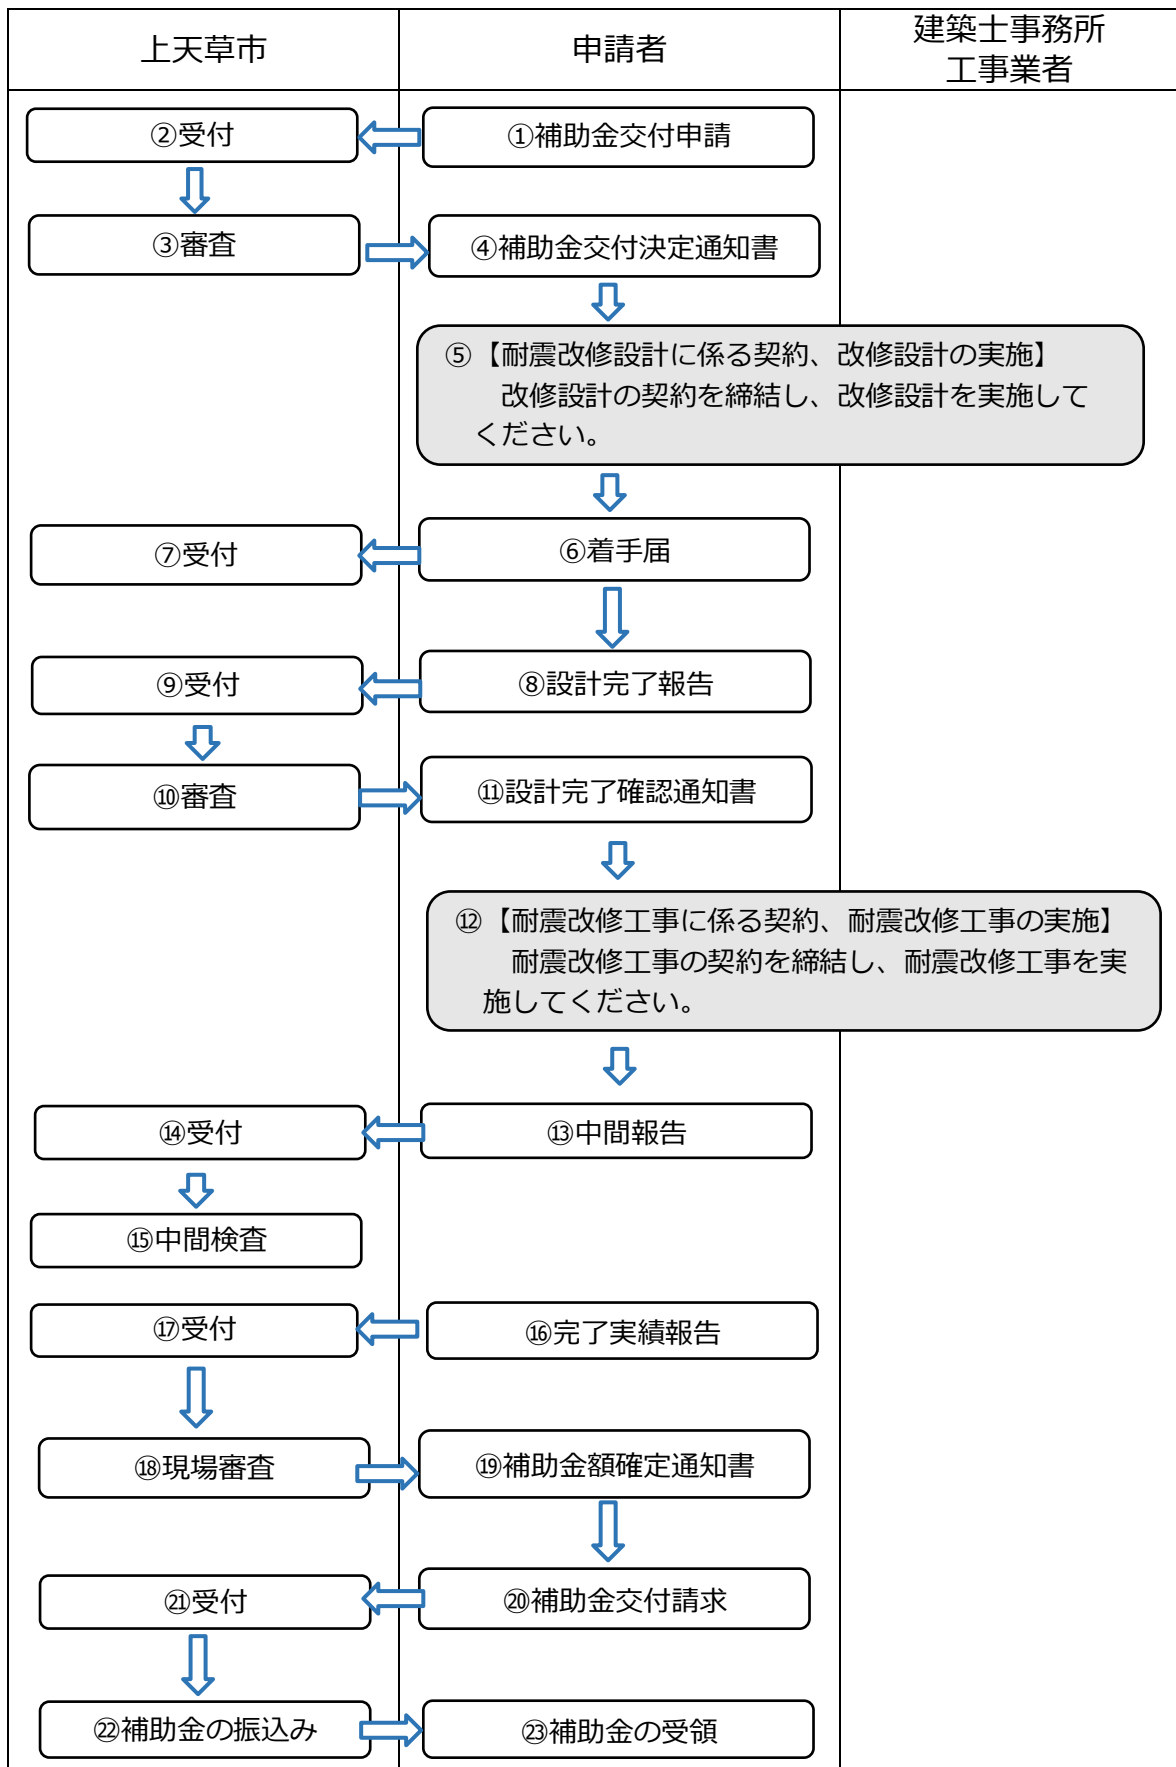 上天草市
申請者
建築士事務所
工事業者
②受付
①補助金交付申請
③審査
④補助金交付決定通知書
⑤【耐震改修設計に係る契約、改修設計の実施】
改修設計の契約を締結し、改修設計を実施して
ください。
⑦受付
⑥着手届
⑨受付
⑧設計完了報告
⑩審査
⑪設計完了確認通知書
⑫【耐震改修工事に係る契約、耐震改修工事の実施】
耐震改修工事の契約を締結し、耐震改修工事を実
施してください。
⑭受付
⑬中間報告
⑮中間検査
⑰受付
⑯完了実績報告
⑱現場審査
⑲補助金額確定通知書
㉑受付
⑳補助金交付請求
㉒補助金の振込み
㉓補助金の受領